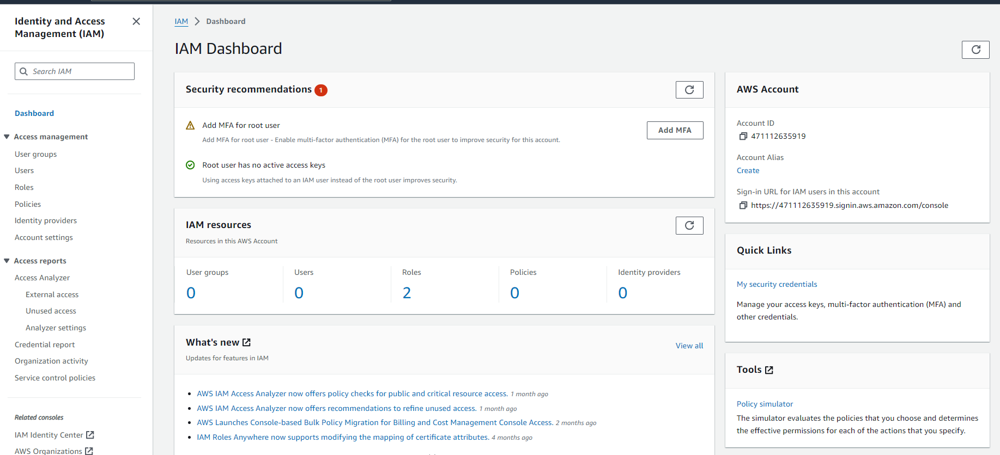 Identity and Access
Management (IAM)
Search IAM
Dashboard
Access management
User groups
Users
Roles
Policies
Identity providers
Account settings
Access reports
Access Analyzer
External access
Unused access
Analyzer settings
Credential report
Organization activity
Service control policies
Related consoles
IAM Identity Center
AWS Organizations
IAM > Dashboard
IAM Dashboard
Security recommendations 1
Add MFA for root user
Add MFA for root user - Enable multi-factor authentication (MFA) for the root user to improve security for this account.
Add MFA
Root user has no active access keys
Using access keys attached to an IAM user instead of the root user improves security.
IAM resources
Resources in this AWS Account
User groups Users Roles Policies Identity providers
0 0 2 0 0
What's new
View all
Updates for features in IAM
AWS IAM Access Analyzer now offers policy checks for public and critical resource access. 1 month ago
AWS IAM Access Analyzer now offers recommendations to refine unused access. 1 month ago
AWS Launches Console-based Bulk Policy Migration for Billing and Cost Management Console Access. 2 months ago
IAM Roles Anywhere now supports modifying the mapping of certificate attributes. 4 months ago
AWS Account
Account ID
471112635919
Account Alias
Create
Sign-in URL for IAM users in this account
https://471112635919.signin.aws.amazon.com/console
Quick Links
My security credentials
Manage your access keys, multi-factor authentication (MFA) and
other credentials.
Tools
Policy simulator
The simulator evaluates the policies that you choose and determines
the effective permissions for each of the actions that you specify.